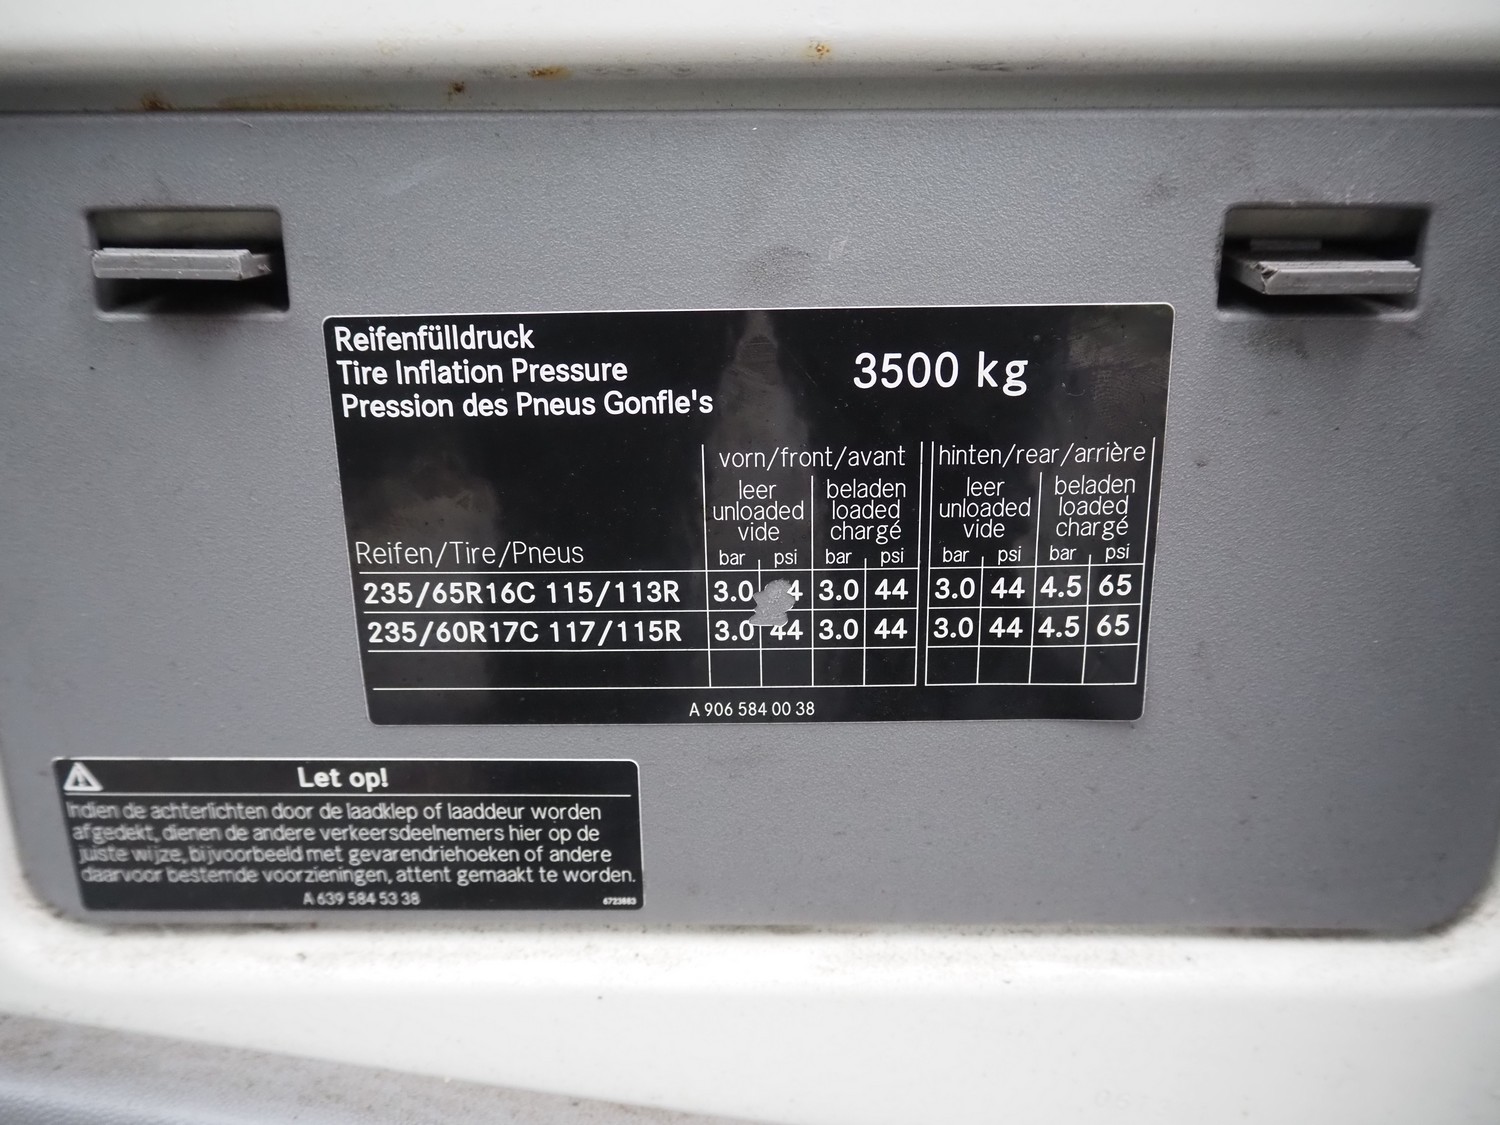 Reifenfülldruck
Tire Inflation Pressure
Pression des Pneus Gonfle's
3500 kg
vorn/front/avant hinten/rear/arrière
leer beladen leer beladen
unloaded loaded unloaded loaded
vide chargé vide chargé
Reifen/Tire/Pneus bar psi bar psi bar psi bar psi
235/65R16C 115/113R 3.0 4 3.0 44 3.0 44 4.5 65
235/60R17C 117/115R 3.0 44 3.0 44 3.0 44 4.5 65
A 906 584 00 38
Let op!
Indien de achterlichten door de laadklep of laaddeur worden
afgedekt, dienen de andere verkeersdeelnemers hier op de
juiste wijze, bijvoorbeeld met gevarendriehoeken of andere
daarvoor bestemde voorzieningen, attent gemaakt te worden.
A 639 584 53 38
6723883